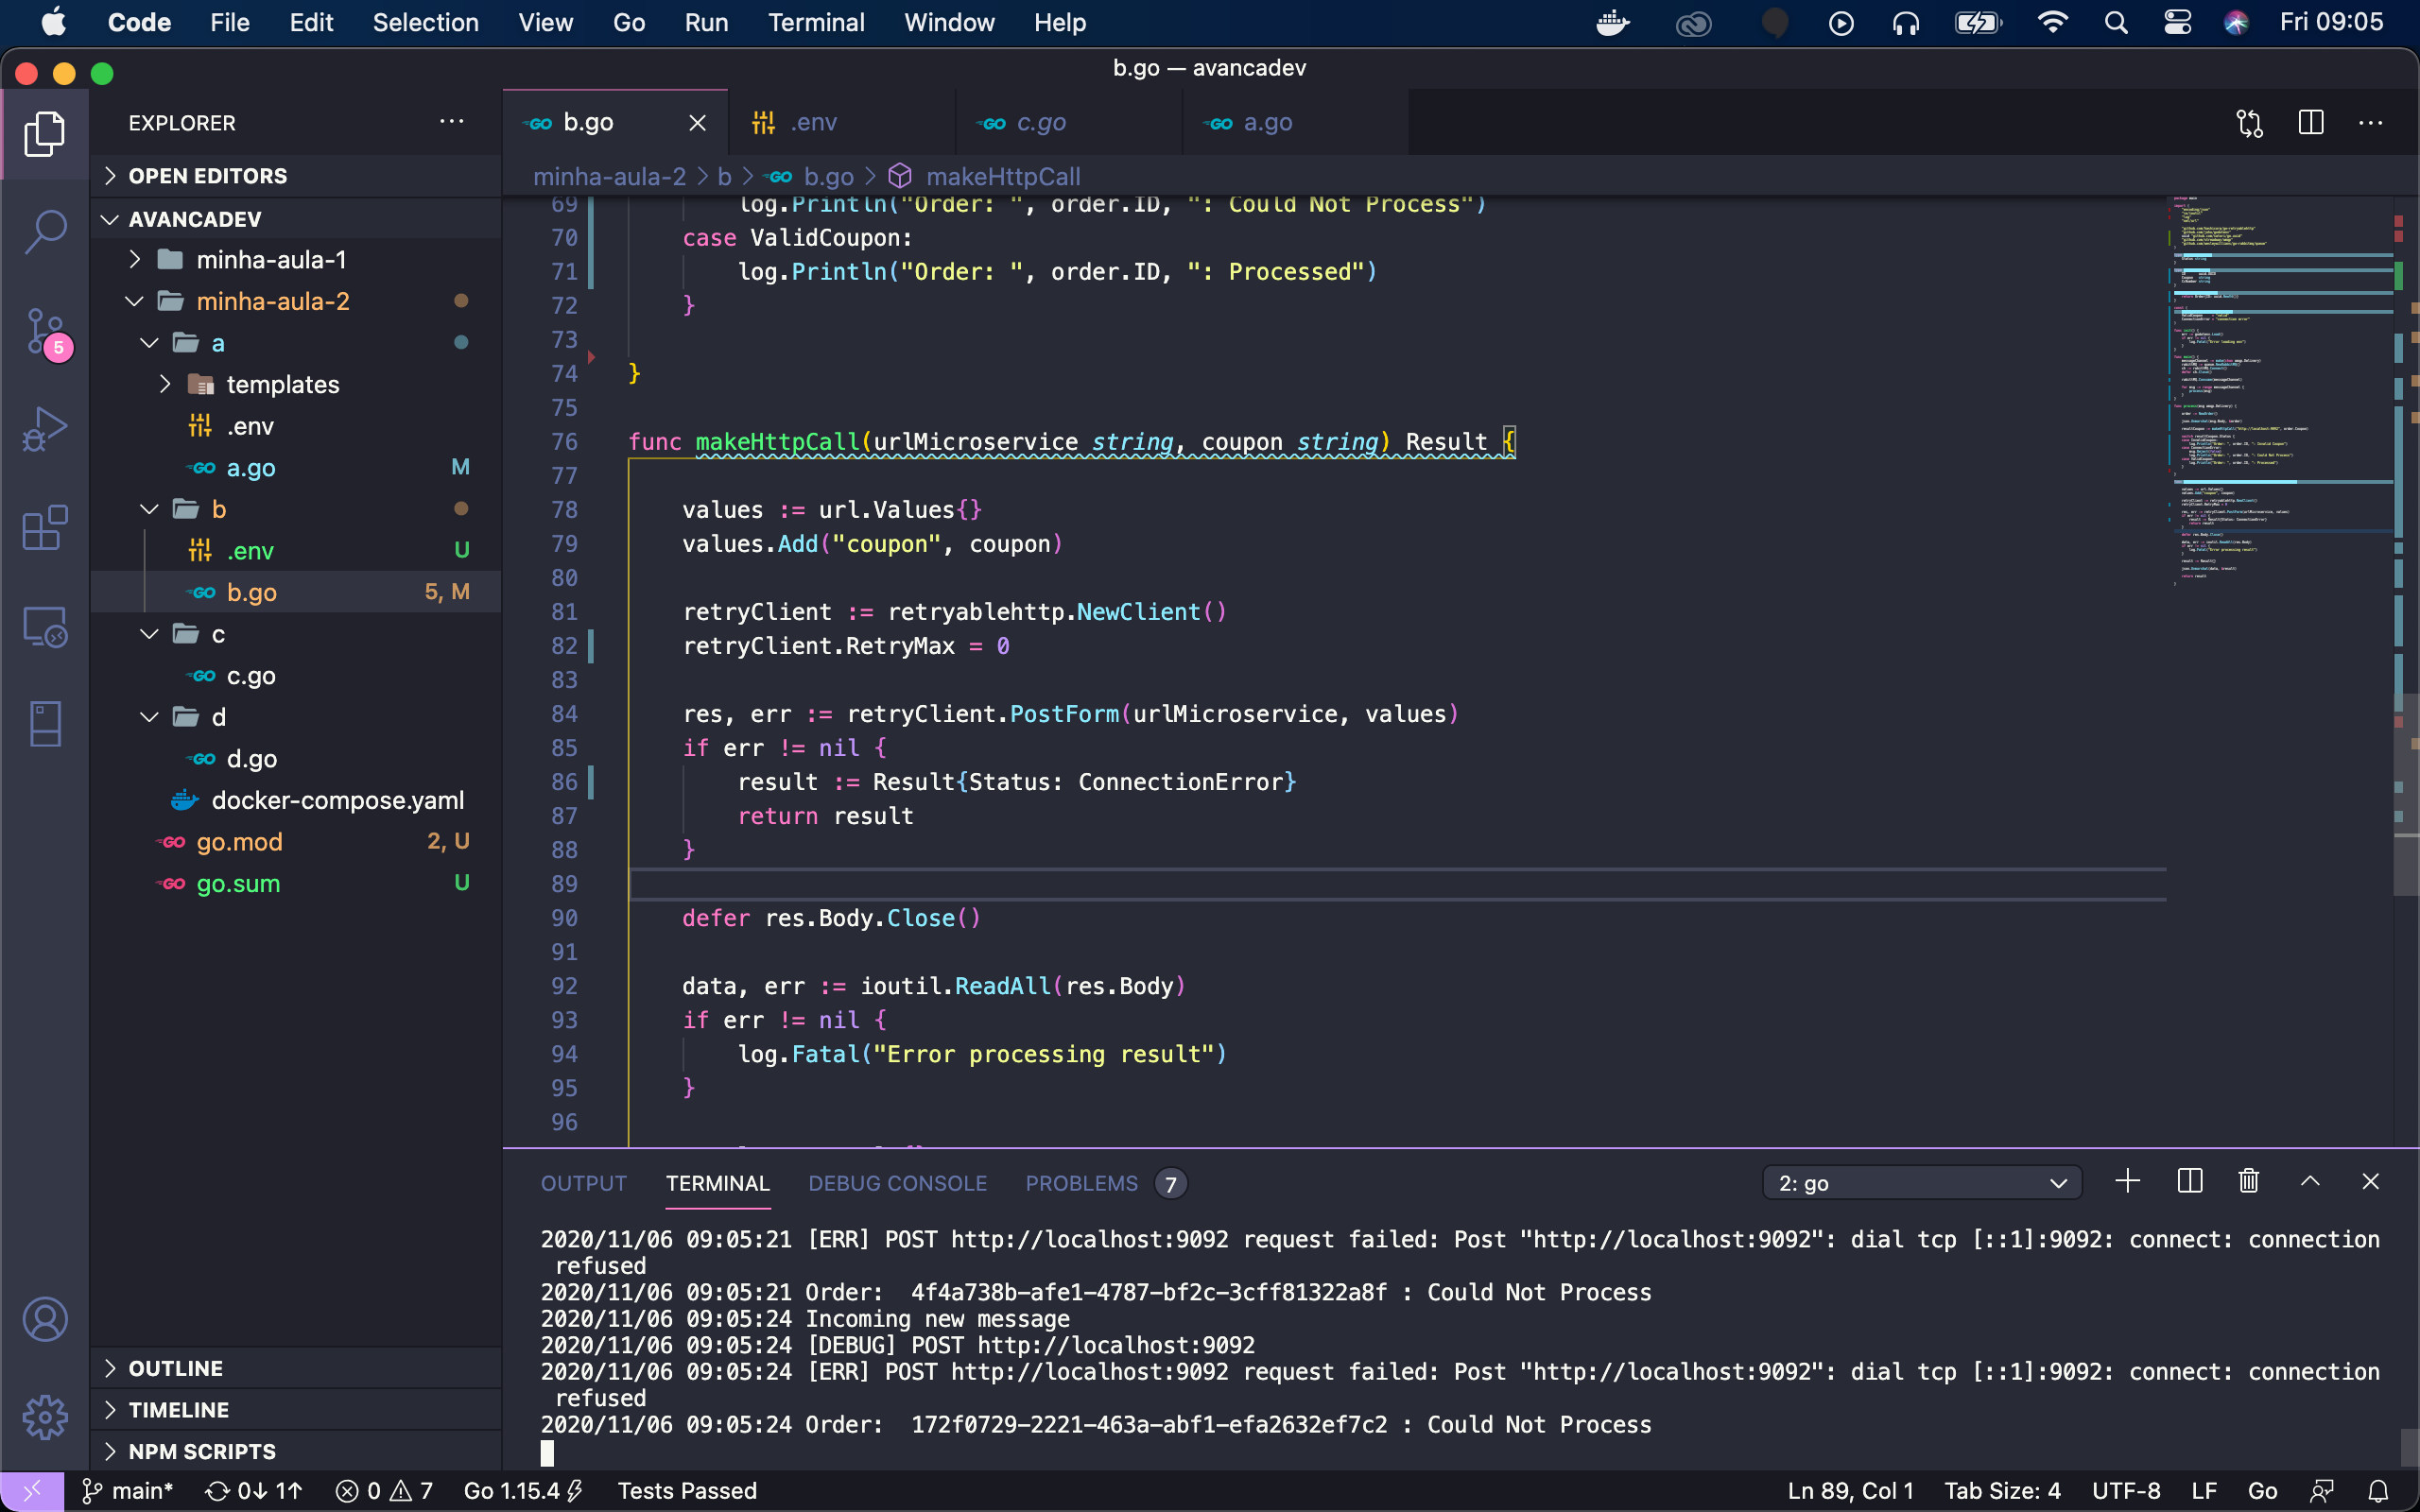 Code File Edit Selection View Go Run Terminal Window Help Fri 09:05
b.go — avancadev
EXPLORER
OPEN EDITORS
AVANCADEV
minha-aula-1
minha-aula-2
a
templates
.env
a.go M
b
.env U
b.go 5, M
c
c.go
d
d.go
docker-compose.yaml
go.mod 2, U
go.sum U
OUTLINE
TIMELINE
NPM SCRIPTS
5
b.go .env c.go a.go
minha-aula-2 > b > b.go > makeHttpCall
69 log.Println("Order: ", order.ID, ": Could Not Process")
70 case ValidCoupon:
71 log.Println("Order: ", order.ID, ": Processed")
72 }
73
74 }
75
76 func makeHttpCall(urlMicroservice string, coupon string) Result {
77
78 values := url.Values{}
79 values.Add("coupon", coupon)
80
81 retryClient := retryablehttp.NewClient()
82 retryClient.RetryMax = 0
83
84 res, err := retryClient.PostForm(urlMicroservice, values)
85 if err != nil {
86 result := Result{Status: ConnectionError}
87 return result
88 }
89
90 defer res.Body.Close()
91
92 data, err := ioutil.ReadAll(res.Body)
93 if err != nil {
94 log.Fatal("Error processing result")
95 }
96
OUTPUT TERMINAL DEBUG CONSOLE PROBLEMS 7 2: go
2020/11/06 09:05:21 [ERR] POST http://localhost:9092 request failed: Post "http://localhost:9092": dial tcp [::1]:9092: connect: connection
refused
2020/11/06 09:05:21 Order:  4f4a738b-afe1-4787-bf2c-3cff81322a8f : Could Not Process
2020/11/06 09:05:24 Incoming new message
2020/11/06 09:05:24 [DEBUG] POST http://localhost:9092
2020/11/06 09:05:24 [ERR] POST http://localhost:9092 request failed: Post "http://localhost:9092": dial tcp [::1]:9092: connect: connection
refused
2020/11/06 09:05:24 Order:  172f0729-2221-463a-abf1-efa2632ef7c2 : Could Not Process
main* 0↓ 1↑ 0 7 Go 1.15.4 Tests Passed Ln 89, Col 1 Tab Size: 4 UTF-8 LF Go